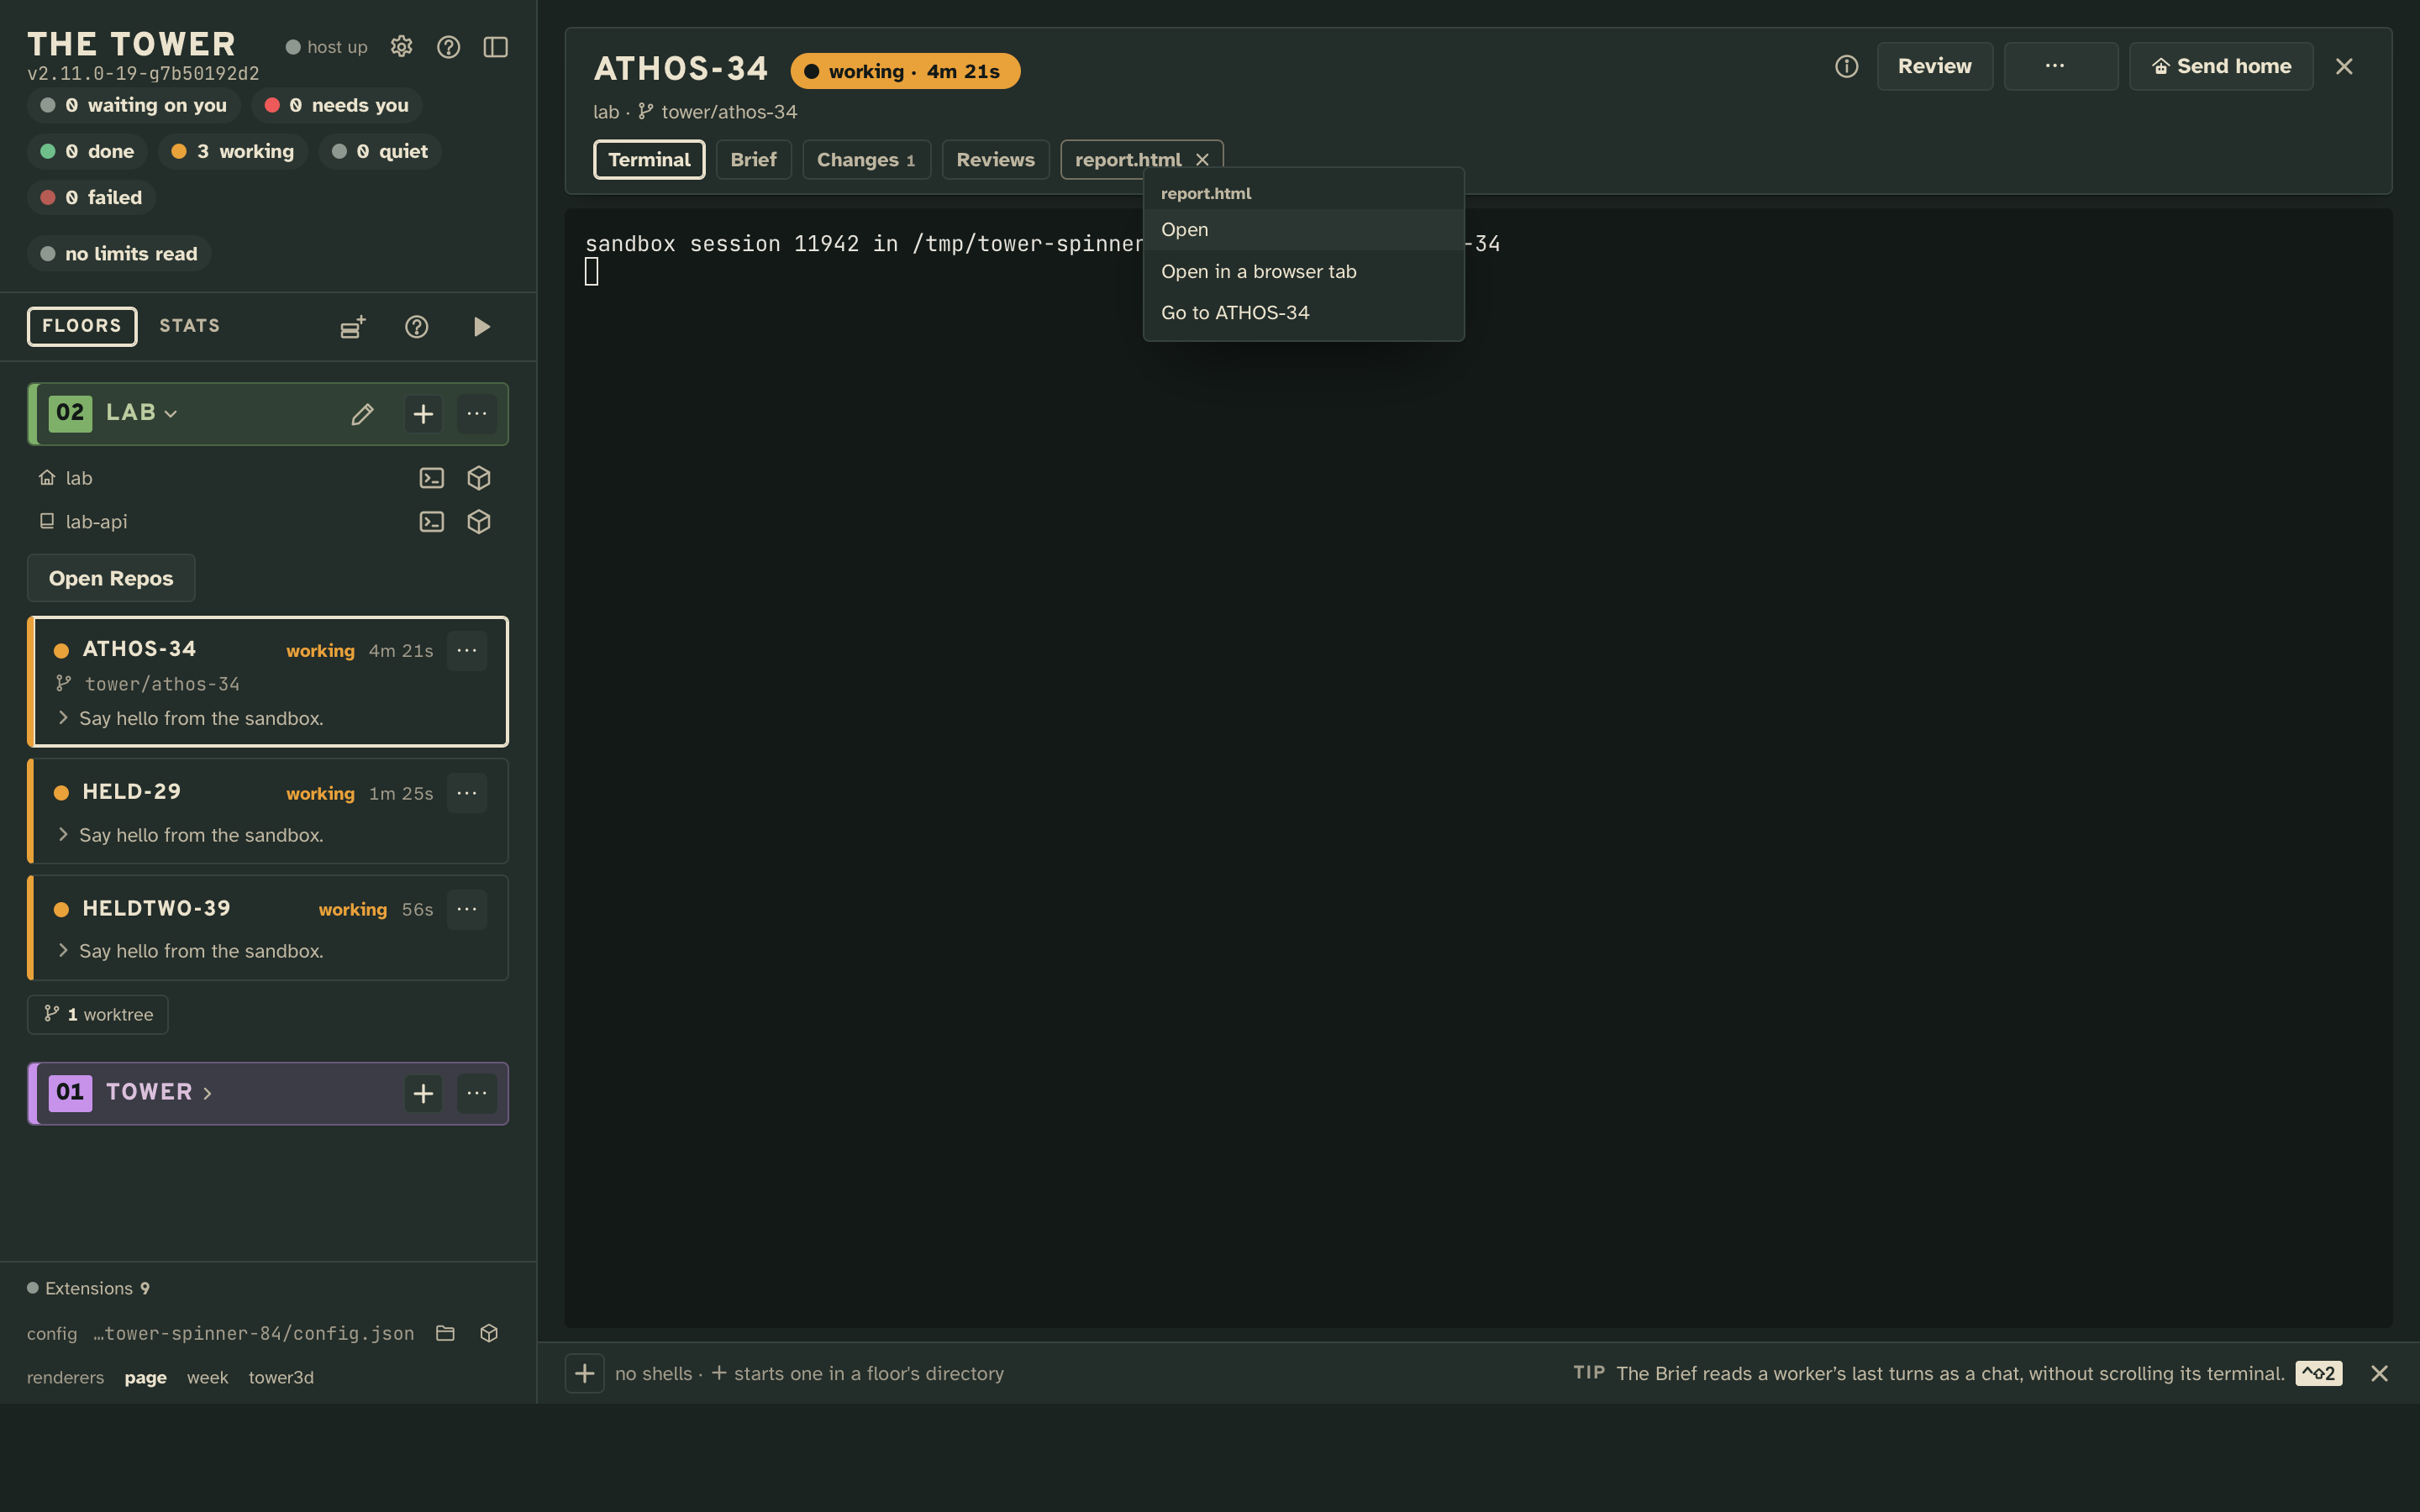 THE TOWER
host up
v2.11.0-19-g7b50192d2
0 waiting on you
0 needs you
0 done
3 working
0 quiet
0 failed
no limits read
FLOORS
STATS
02 LAB
lab
lab-api
Open Repos
ATHOS-34 working 4m 21s ...
tower/athos-34
Say hello from the sandbox.
HELD-29 working 1m 25s ...
Say hello from the sandbox.
HELDTWO-39 working 56s ...
Say hello from the sandbox.
1 worktree
01 TOWER
Extensions 9
config …tower-spinner-84/config.json
renderers page week tower3d
ATHOS-34 working · 4m 21s
Review ... Send home
lab · tower/athos-34
Terminal Brief Changes 1 Reviews report.html
report.html
Open
Open in a browser tab
Go to ATHOS-34
sandbox session 11942 in /tmp/tower-spinner -34
no shells · + starts one in a floor's directory
TIP The Brief reads a worker’s last turns as a chat, without scrolling its terminal. ^⇧2